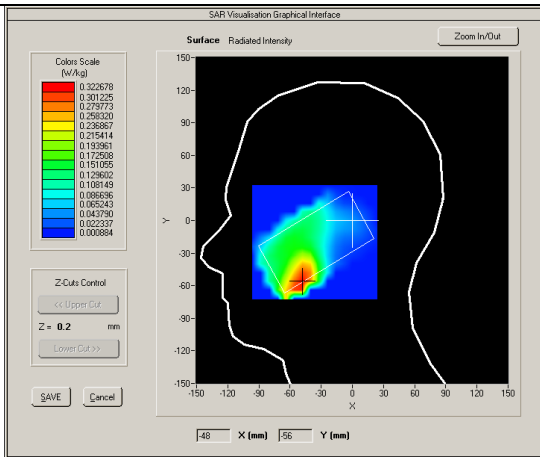 SAR Visualisation Graphical Interface
Surface Radiated Intensity
Zoom In/Out
Colors Scale
(W/kg)
0.322678
0.301225
0.279773
0.258320
0.236867
0.215414
0.193961
0.172508
0.151055
0.129602
0.108149
0.086696
0.065243
0.043790
0.022337
0.000884
Z-Cuts Control
<< Upper Cut
Z = 0.2 mm
Lower Cut >>
SAVE Cancel
150
120
90
60
30
0
-30
-60
-90
-120
-150
Y
-150 -120 -90 -60 -30 0 30 60 90 120 150
X
-48 X (mm) -56 Y (mm)